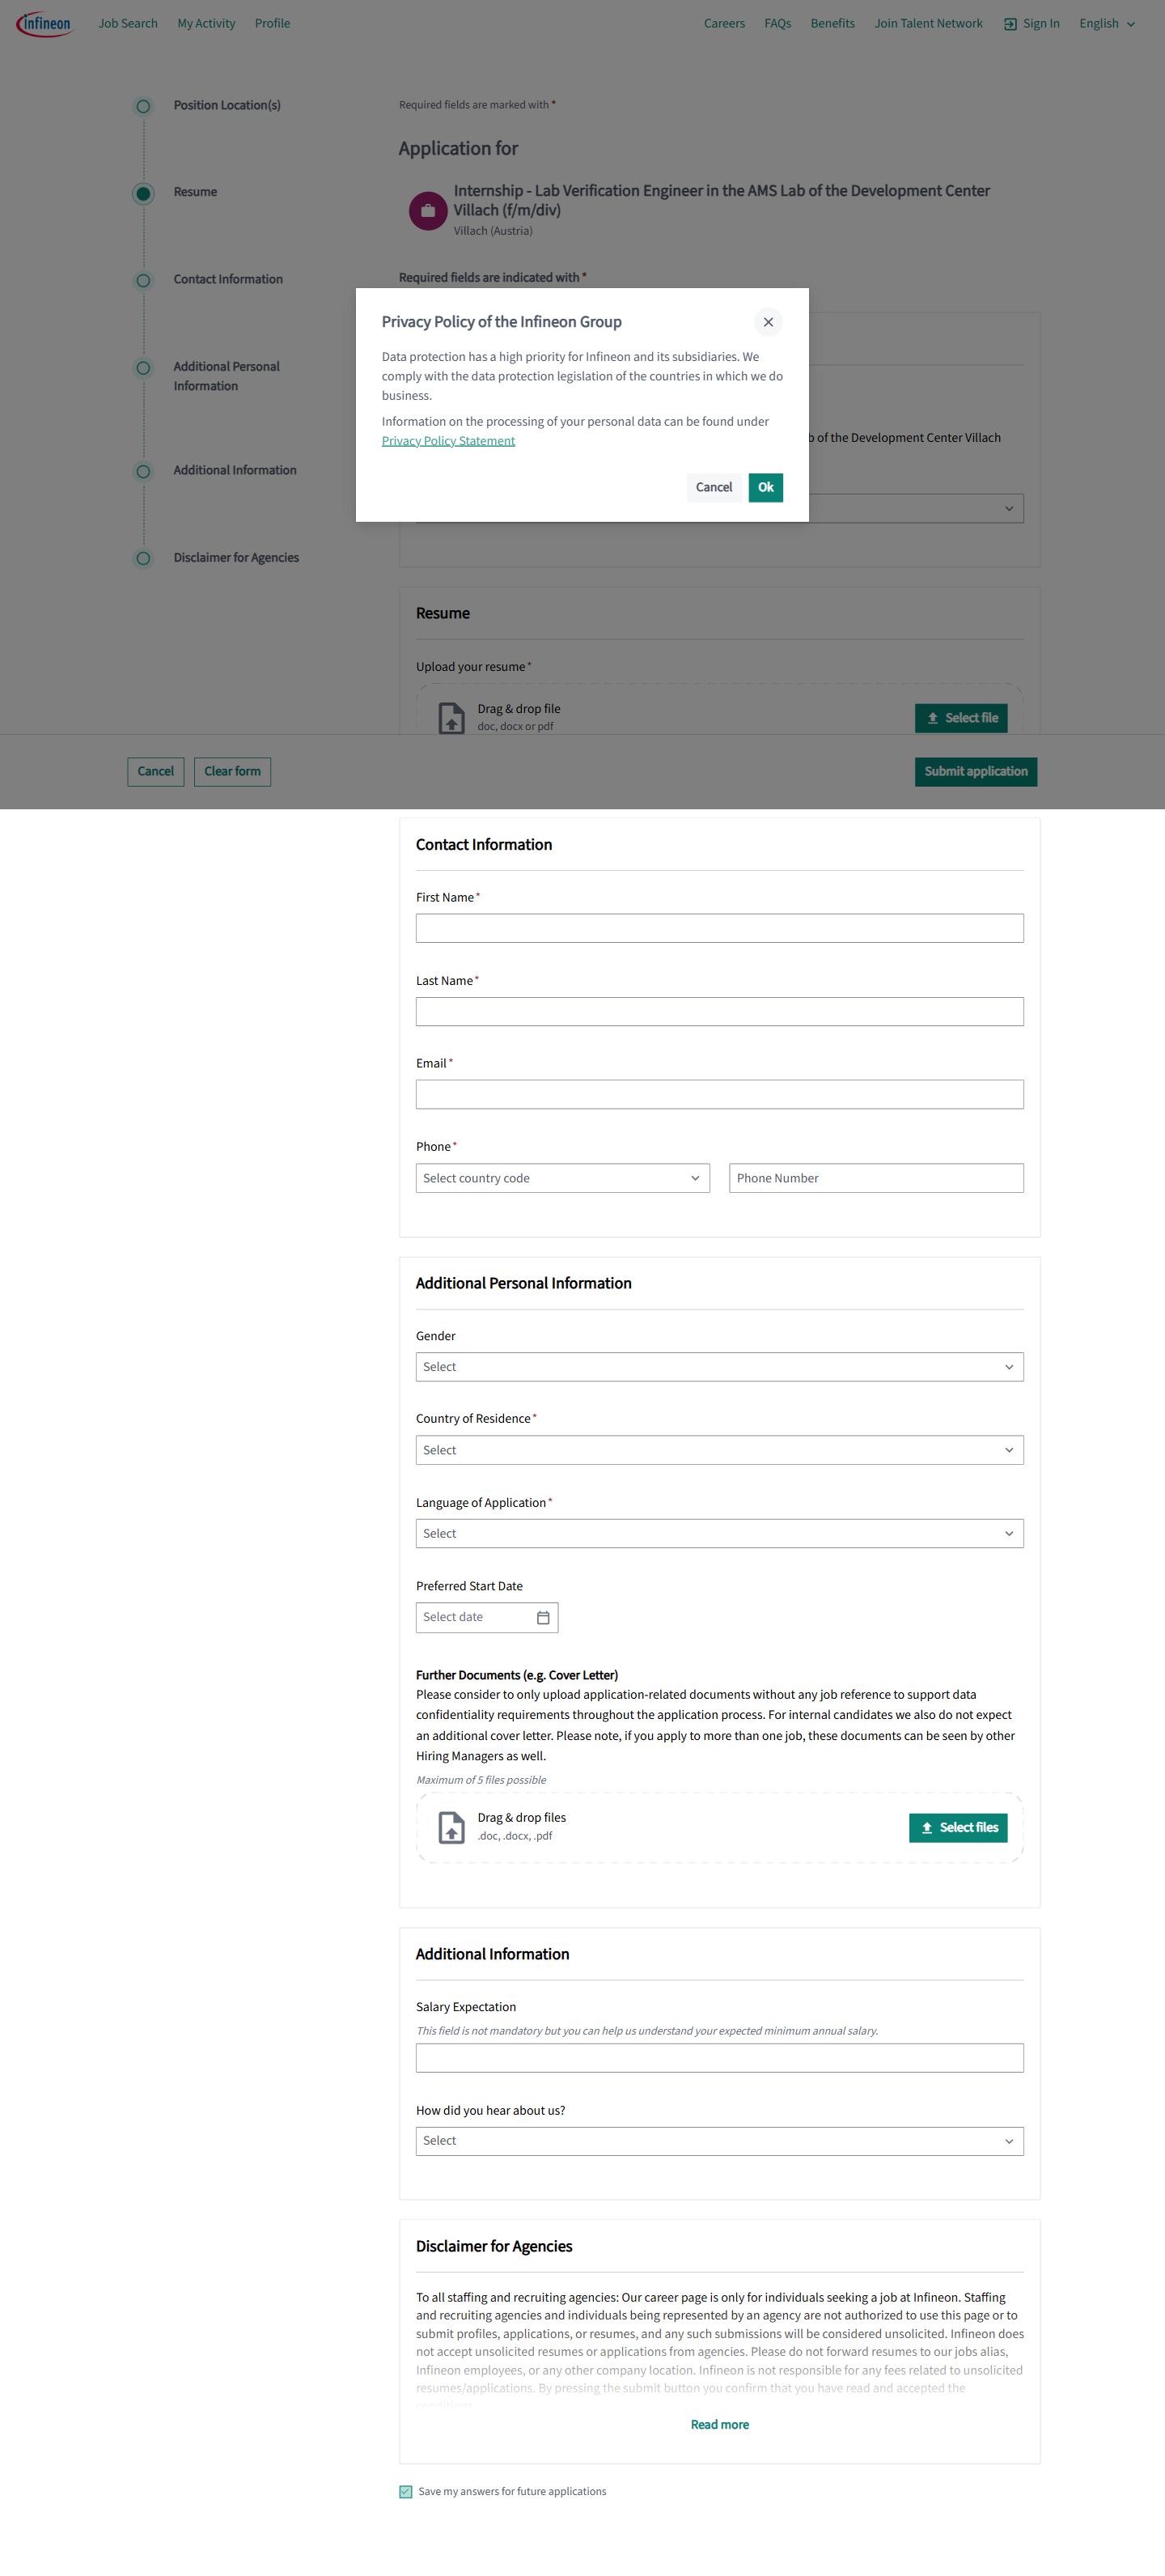 infineon
Job Search
My Activity
Profile
Careers
FAQs
Benefits
Join Talent Network
Sign In
English
Position Location(s)
Resume
Contact Information
Additional Personal
Information
Additional Information
Disclaimer for Agencies
Required fields are marked with *
Application for
Internship - Lab Verification Engineer in the AMS Lab of the Development Center
Villach (f/m/div)
Villach (Austria)
Required fields are indicated with *
Privacy Policy of the Infineon Group
Data protection has a high priority for Infineon and its subsidiaries. We
comply with the data protection legislation of the countries in which we do
business.
Information on the processing of your personal data can be found under
Privacy Policy Statement
Cancel
Ok
of the Development Center Villach
Resume
Upload your resume*
Drag & drop file
doc, docx or pdf
Select file
Cancel
Clear form
Submit application
Contact Information
First Name*
Last Name*
Email*
Phone*
Select country code
Phone Number
Additional Personal Information
Gender
Select
Country of Residence*
Select
Language of Application*
Select
Preferred Start Date
Select date
Further Documents (e.g. Cover Letter)
Please consider to only upload application-related documents without any job reference to support data
confidentiality requirements throughout the application process. For internal candidates we also do not expect
an additional cover letter. Please note, if you apply to more than one job, these documents can be seen by other
Hiring Managers as well.
Maximum of 5 files possible
Drag & drop files
.doc, .docx, .pdf
Select files
Additional Information
Salary Expectation
This field is not mandatory but you can help us understand your expected minimum annual salary.
How did you hear about us?
Select
Disclaimer for Agencies
To all staffing and recruiting agencies: Our career page is only for individuals seeking a job at Infineon. Staffing
and recruiting agencies and individuals being represented by an agency are not authorized to use this page or to
submit profiles, applications, or resumes, and any such submissions will be considered unsolicited. Infineon does
not accept unsolicited resumes or applications from agencies. Please do not forward resumes to our jobs alias,
Infineon employees, or any other company location. Infineon is not responsible for any fees related to unsolicited
resumes/applications. By pressing the submit button you confirm that you have read and accepted the
Read more
Save my answers for future applications